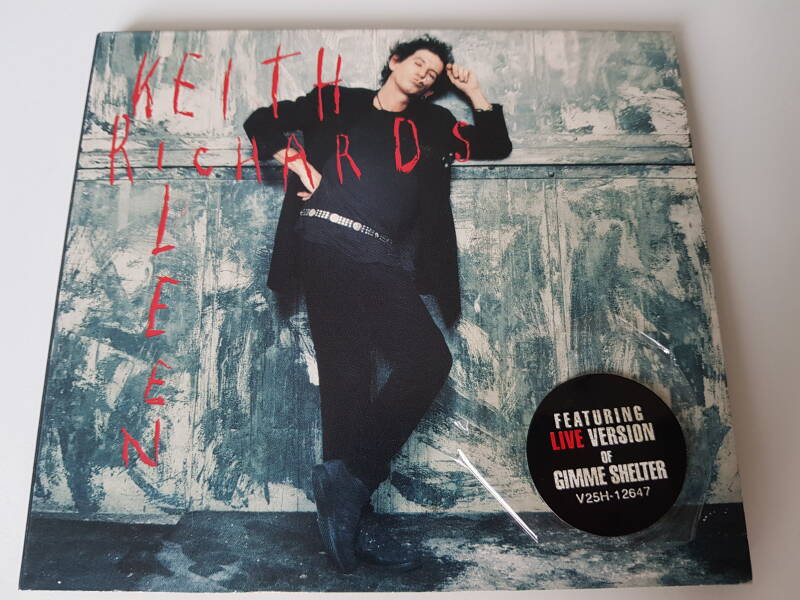 KEITH
RICHARDS
EILEEN
FEATURING
LIVE VERSION
OF
GIMME SHELTER
V25H-12647